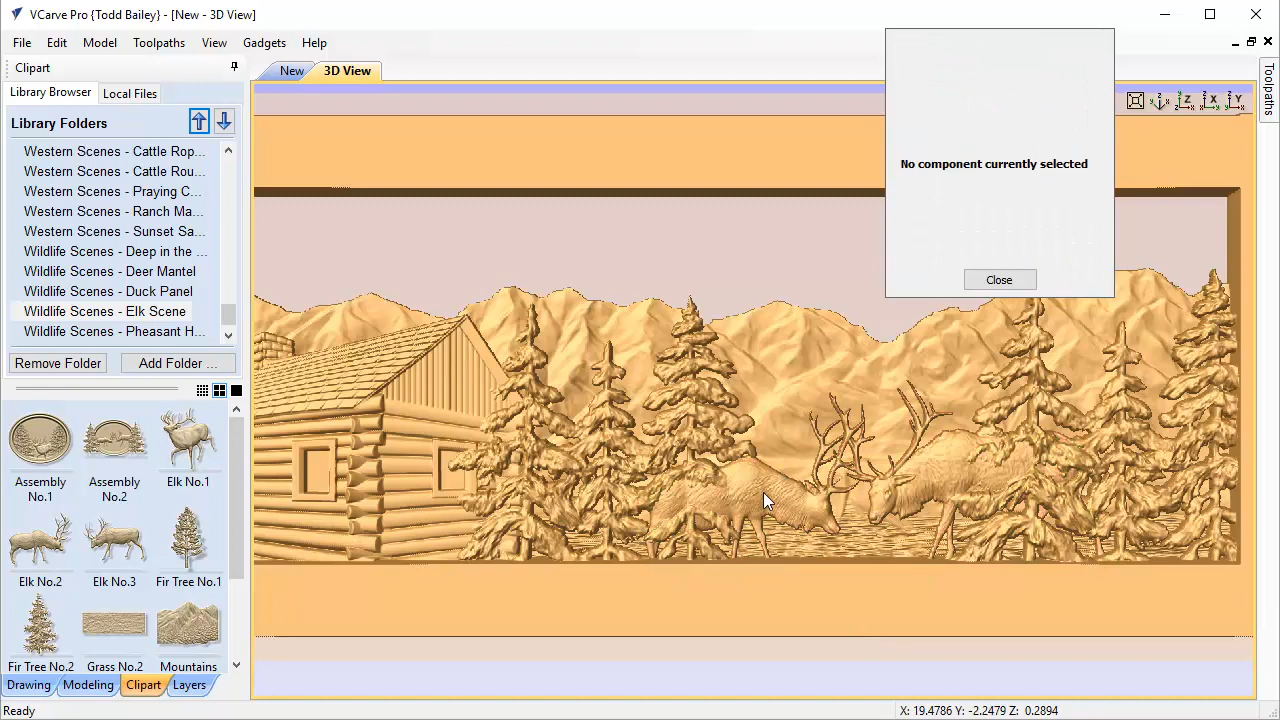 VCarve Pro {Todd Bailey} - [New - 3D View]
File Edit Model Toolpaths View Gadgets Help
Clipart
New 3D View
Library Browser Local Files
Library Folders
Western Scenes - Cattle Rop...
Western Scenes - Cattle Rou...
Western Scenes - Praying C...
Western Scenes - Ranch Ma...
Western Scenes - Sunset Sa...
Wildlife Scenes - Deep in the ...
Wildlife Scenes - Deer Mantel
Wildlife Scenes - Duck Panel
Wildlife Scenes - Elk Scene
Wildlife Scenes - Pheasant H...
Remove Folder Add Folder ...
Assembly No.1
Assembly No.2
Elk No.1
Elk No.2
Elk No.3
Fir Tree No.1
Fir Tree No.2
Grass No.2
Mountains
Drawing Modeling Clipart Layers
No component currently selected
Close
Toolpaths
Ready
X: 19.4786 Y: -2.2479 Z: 0.2894